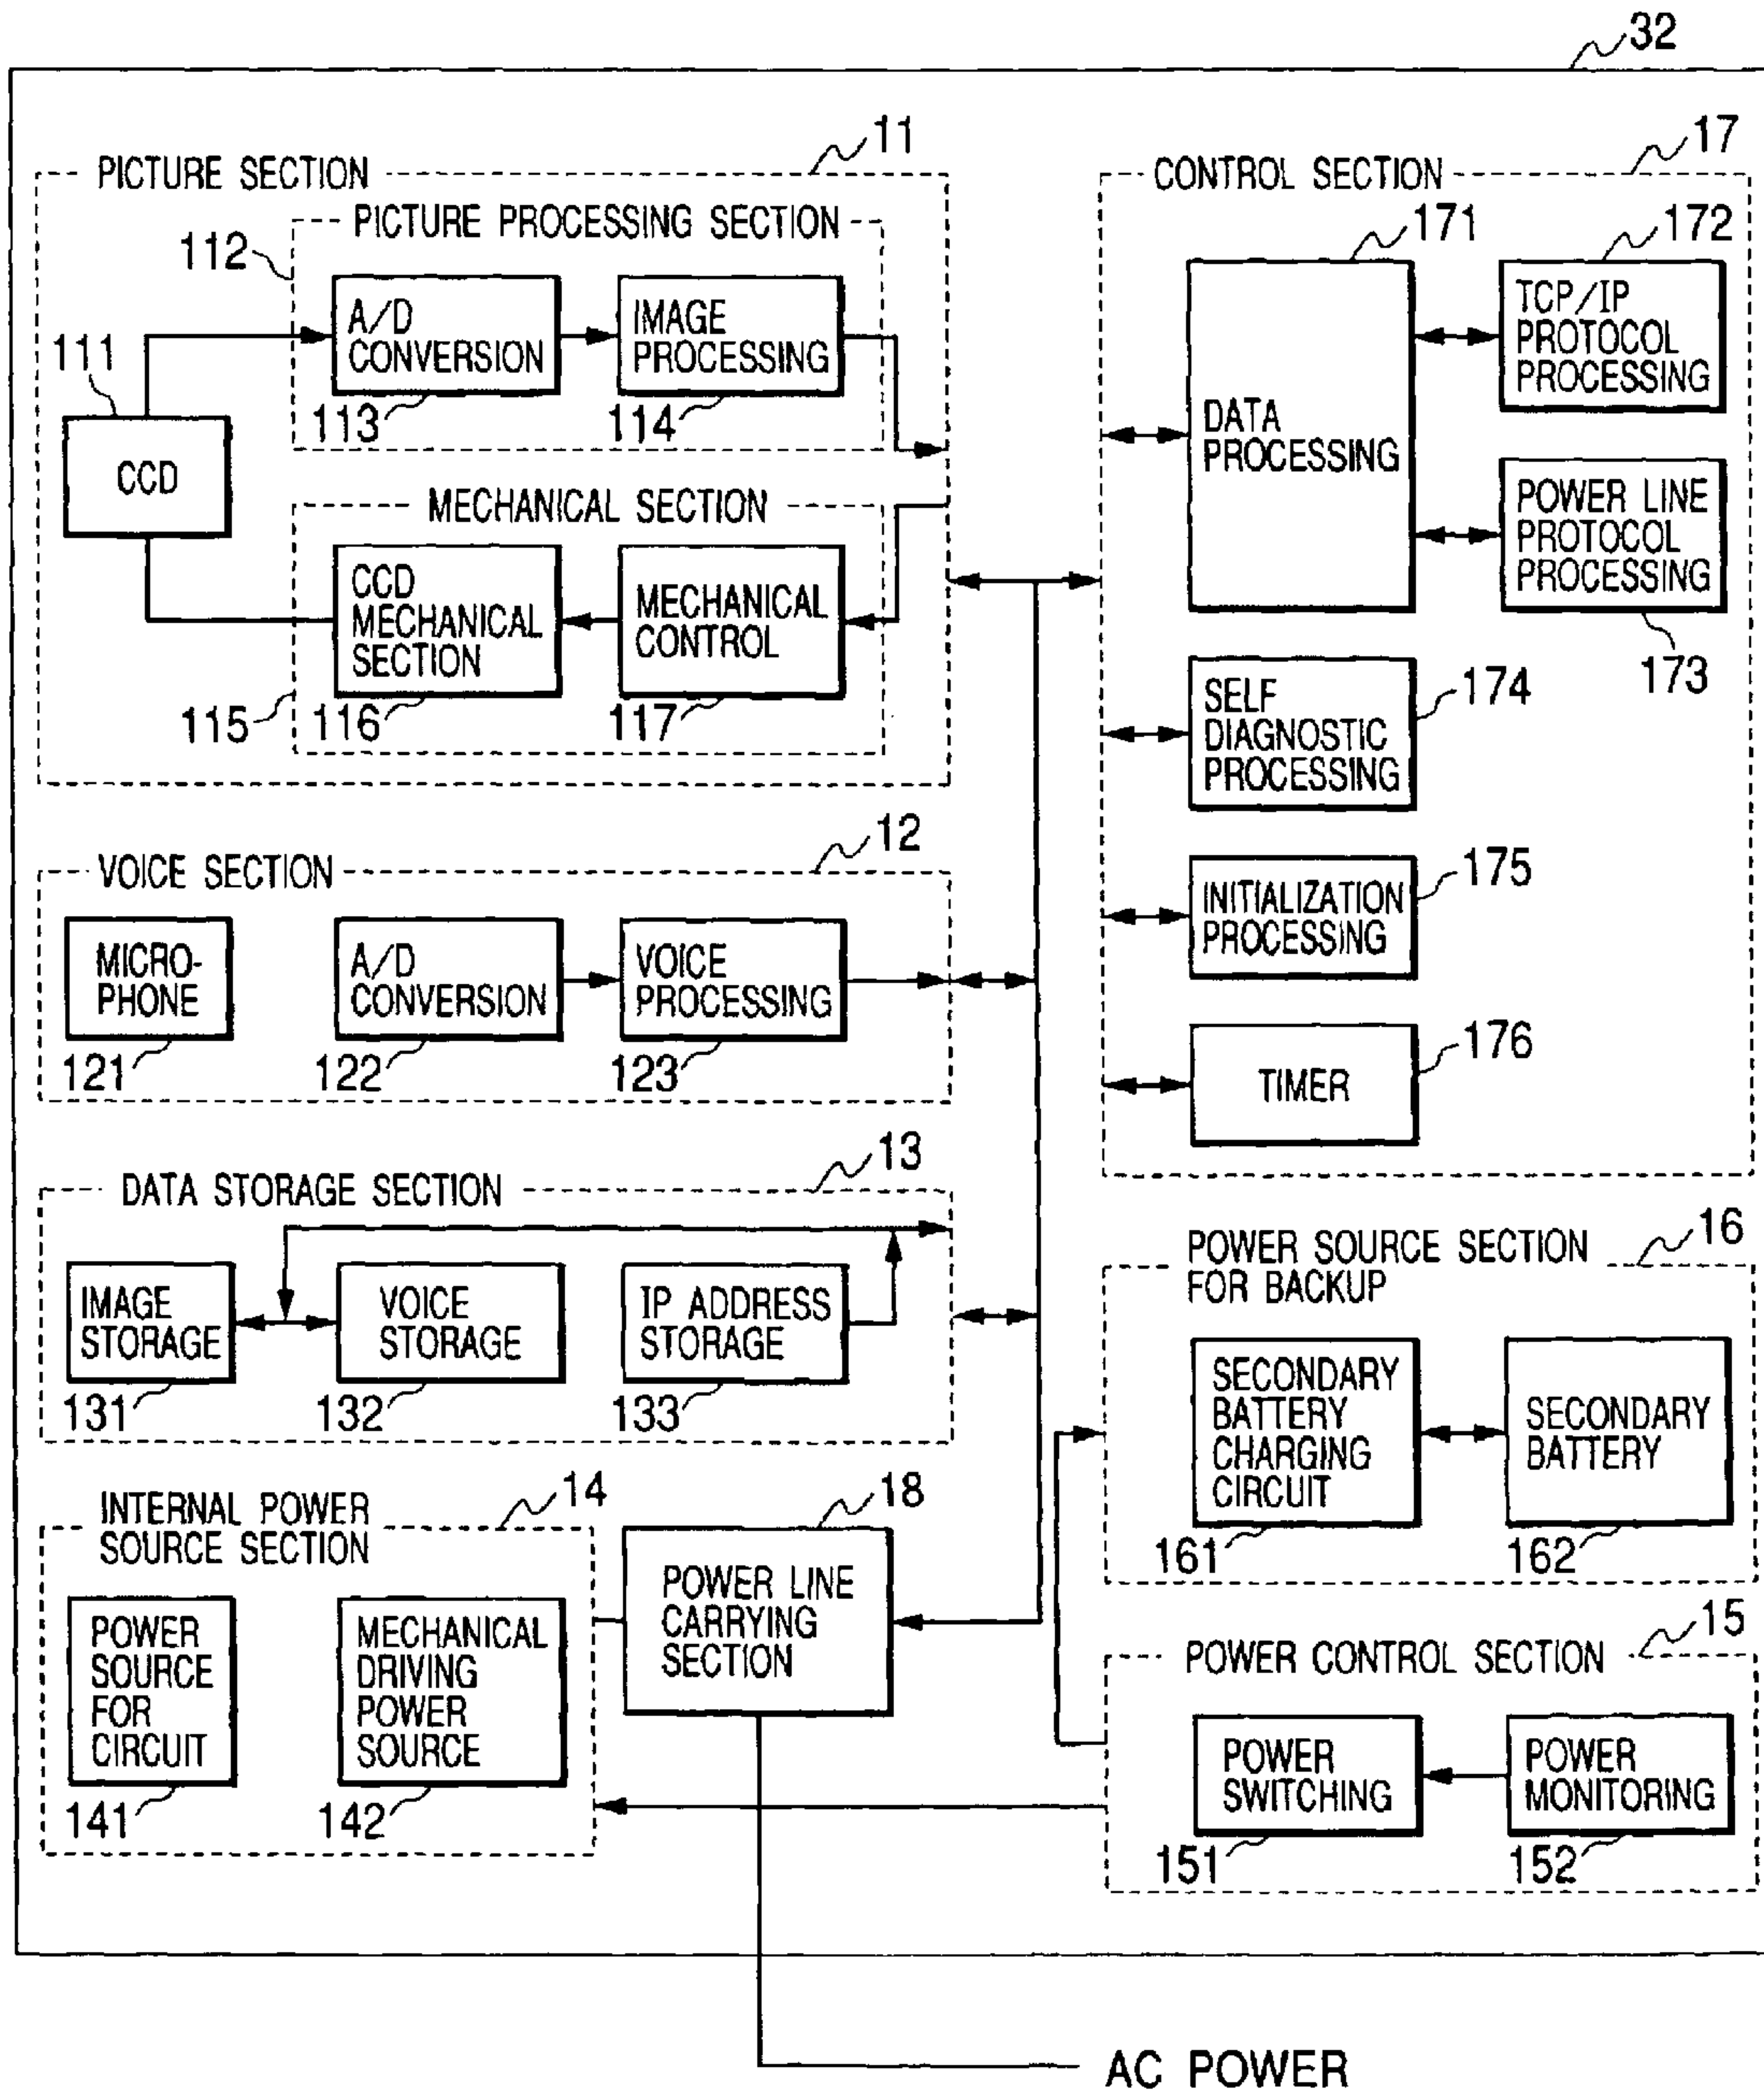 32
PICTURE SECTION
11
PICTURE PROCESSING SECTION
112
A/D
CONVERSION
113
IMAGE
PROCESSING
114
111
CCD
MECHANICAL SECTION
CCD
MECHANICAL
SECTION
116
MECHANICAL
CONTROL
117
115
VOICE SECTION
12
MICRO-
PHONE
121
A/D
CONVERSION
122
VOICE
PROCESSING
123
DATA STORAGE SECTION
13
IMAGE
STORAGE
131
VOICE
STORAGE
132
IP ADDRESS
STORAGE
133
INTERNAL POWER
SOURCE SECTION
14
POWER
SOURCE
FOR
CIRCUIT
141
MECHANICAL
DRIVING
POWER
SOURCE
142
18
POWER LINE
CARRYING
SECTION
CONTROL SECTION
17
171
DATA
PROCESSING
172
TCP/IP
PROTOCOL
PROCESSING
POWER LINE
PROTOCOL
PROCESSING
173
SELF
DIAGNOSTIC
PROCESSING
174
INITIALIZATION
PROCESSING
175
TIMER
176
POWER SOURCE SECTION
FOR BACKUP
16
SECONDARY
BATTERY
CHARGING
CIRCUIT
161
SECONDARY
BATTERY
162
POWER CONTROL SECTION
15
POWER
SWITCHING
151
POWER
MONITORING
152
AC POWER